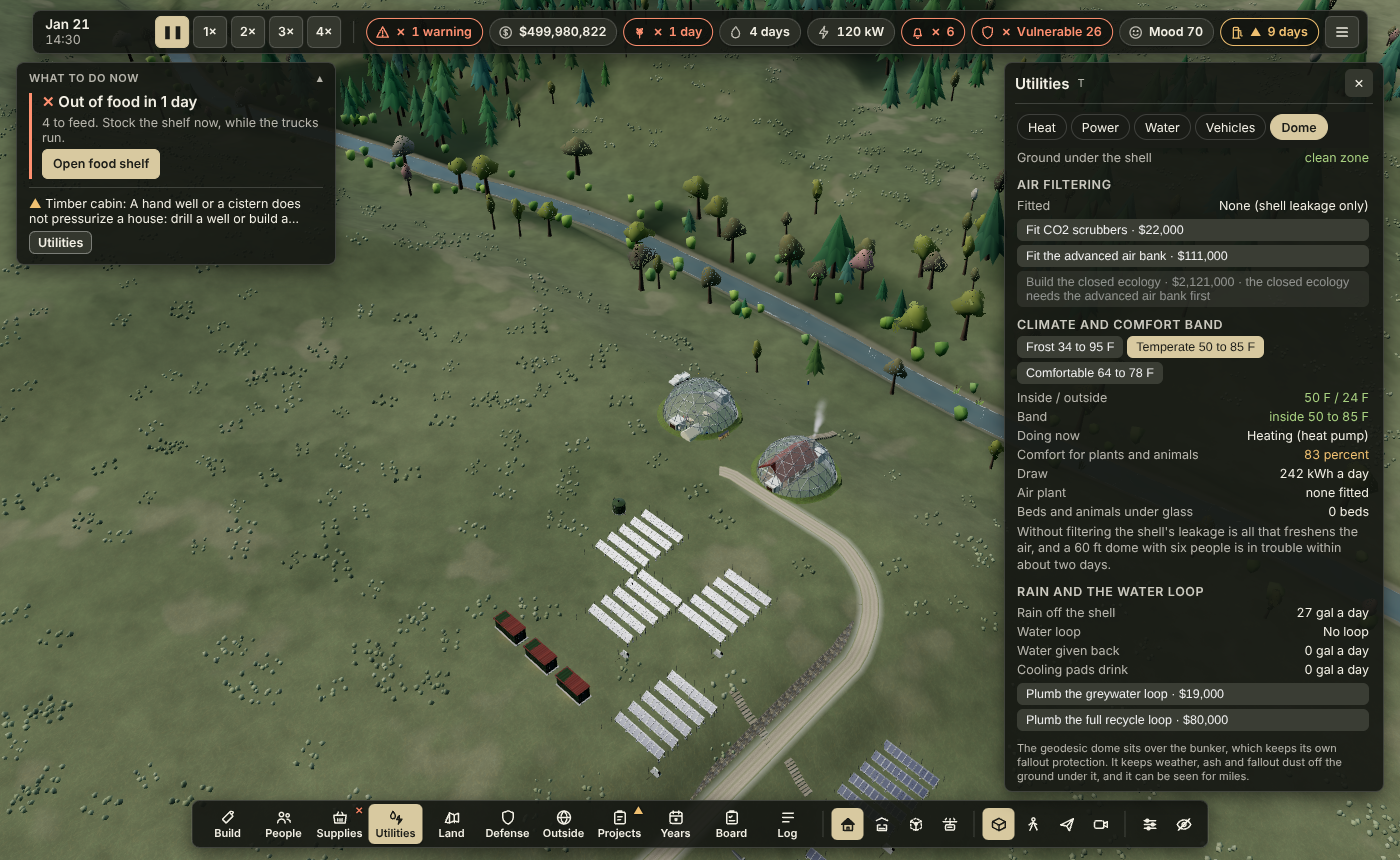 Jan 21
14:30
1×
2×
3×
4×
× 1 warning
$499,980,822
× 1 day
4 days
120 kW
× 6
× Vulnerable 26
Mood 70
9 days
WHAT TO DO NOW
× Out of food in 1 day
4 to feed. Stock the shelf now, while the trucks
run.
Open food shelf
Timber cabin: A hand well or a cistern does
not pressurize a house: drill a well or build a...
Utilities
Utilities T
×
Heat
Power
Water
Vehicles
Dome
Ground under the shell clean zone
AIR FILTERING
Fitted None (shell leakage only)
Fit CO2 scrubbers · $22,000
Fit the advanced air bank · $111,000
Build the closed ecology · $2,121,000 · the closed ecology
needs the advanced air bank first
CLIMATE AND COMFORT BAND
Frost 34 to 95 F
Temperate 50 to 85 F
Comfortable 64 to 78 F
Inside / outside 50 F / 24 F
Band inside 50 to 85 F
Doing now Heating (heat pump)
Comfort for plants and animals 83 percent
Draw 242 kWh a day
Air plant none fitted
Beds and animals under glass 0 beds
Without filtering the shell's leakage is all that freshens the
air, and a 60 ft dome with six people is in trouble within
about two days.
RAIN AND THE WATER LOOP
Rain off the shell 27 gal a day
Water loop No loop
Water given back 0 gal a day
Cooling pads drink 0 gal a day
Plumb the greywater loop · $19,000
Plumb the full recycle loop · $80,000
The geodesic dome sits over the bunker, which keeps its own
fallout protection. It keeps weather, ash and fallout dust off the
ground under it, and it can be seen for miles.
Build
People
Supplies
Utilities
Land
Defense
Outside
Projects
Years
Board
Log